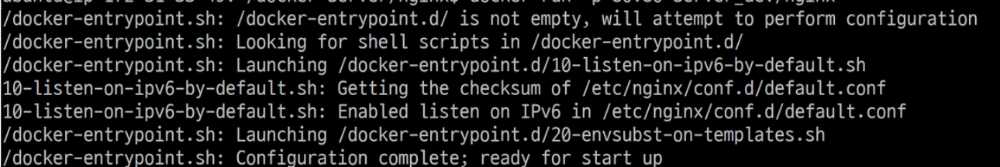 /docker-entrypoint.sh: /docker-entrypoint.d/ is not empty, will attempt to perform configuration
/docker-entrypoint.sh: Looking for shell scripts in /docker-entrypoint.d/
/docker-entrypoint.sh: Launching /docker-entrypoint.d/10-listen-on-ipv6-by-default.sh
10-listen-on-ipv6-by-default.sh: Getting the checksum of /etc/nginx/conf.d/default.conf
10-listen-on-ipv6-by-default.sh: Enabled listen on IPv6 in /etc/nginx/conf.d/default.conf
/docker-entrypoint.sh: Launching /docker-entrypoint.d/20-envsubst-on-templates.sh
/docker-entrypoint.sh: Configuration complete; ready for start up